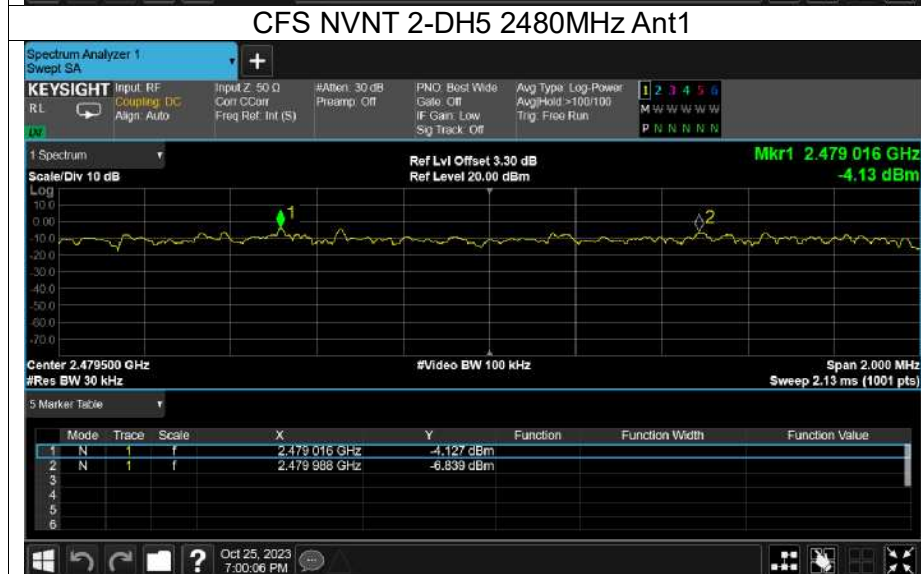 CFS NVNT 2-DH5 2480MHz Ant1
Spectrum Analyzer 1
Swept SA
+
KEYSIGHT Input: RF Input Z: 50 Ω #Atten: 30 dB PNO: Best Wide Avg Type: Log-Power 1 2 3 4 5 6
RL Coupling: DC Corr CCorr Preamp: Off Gate: Off Avg|Hold:>100/100 M W W W W W
Align: Auto Freq Ref: Int (S) IF Gain: Low Trig: Free Run
Sig Track: Off P N N N N N
1 Spectrum Ref Lvl Offset 3.30 dB Mkr1 2.479 016 GHz
Scale/Div 10 dB Ref Level 20.00 dBm -4.13 dBm
Log
10.0
0.00
-10.0
-20.0
-30.0
-40.0
-50.0
-60.0
-70.0
1
2
Center 2.479500 GHz #Video BW 100 kHz Span 2.000 MHz
#Res BW 30 kHz Sweep 2.13 ms (1001 pts)
5 Marker Table
Mode Trace Scale X Y Function Function Width Function Value
1 N 1 f 2.479 016 GHz -4.127 dBm
2 N 1 f 2.479 988 GHz -6.839 dBm
3
4
5
6
? Oct 25, 2023
7:00:06 PM